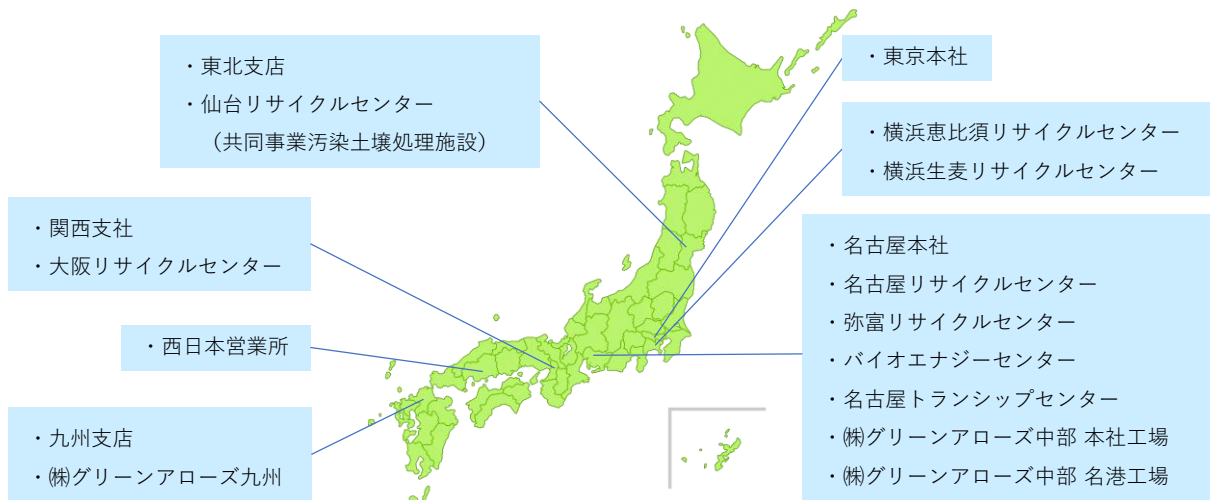 ・東北支店
・仙台リサイクルセンター
（共同事業汚染土壌処理施設）
・関西支社
・大阪リサイクルセンター
・西日本営業所
・九州支店
・㈱グリーンアローズ九州
・東京本社
・横浜恵比須リサイクルセンター
・横浜生麦リサイクルセンター
・名古屋本社
・名古屋リサイクルセンター
・弥富リサイクルセンター
・バイオエナジーセンター
・名古屋トランシップセンター
・㈱グリーンアローズ中部 本社工場
・㈱グリーンアローズ中部 名港工場